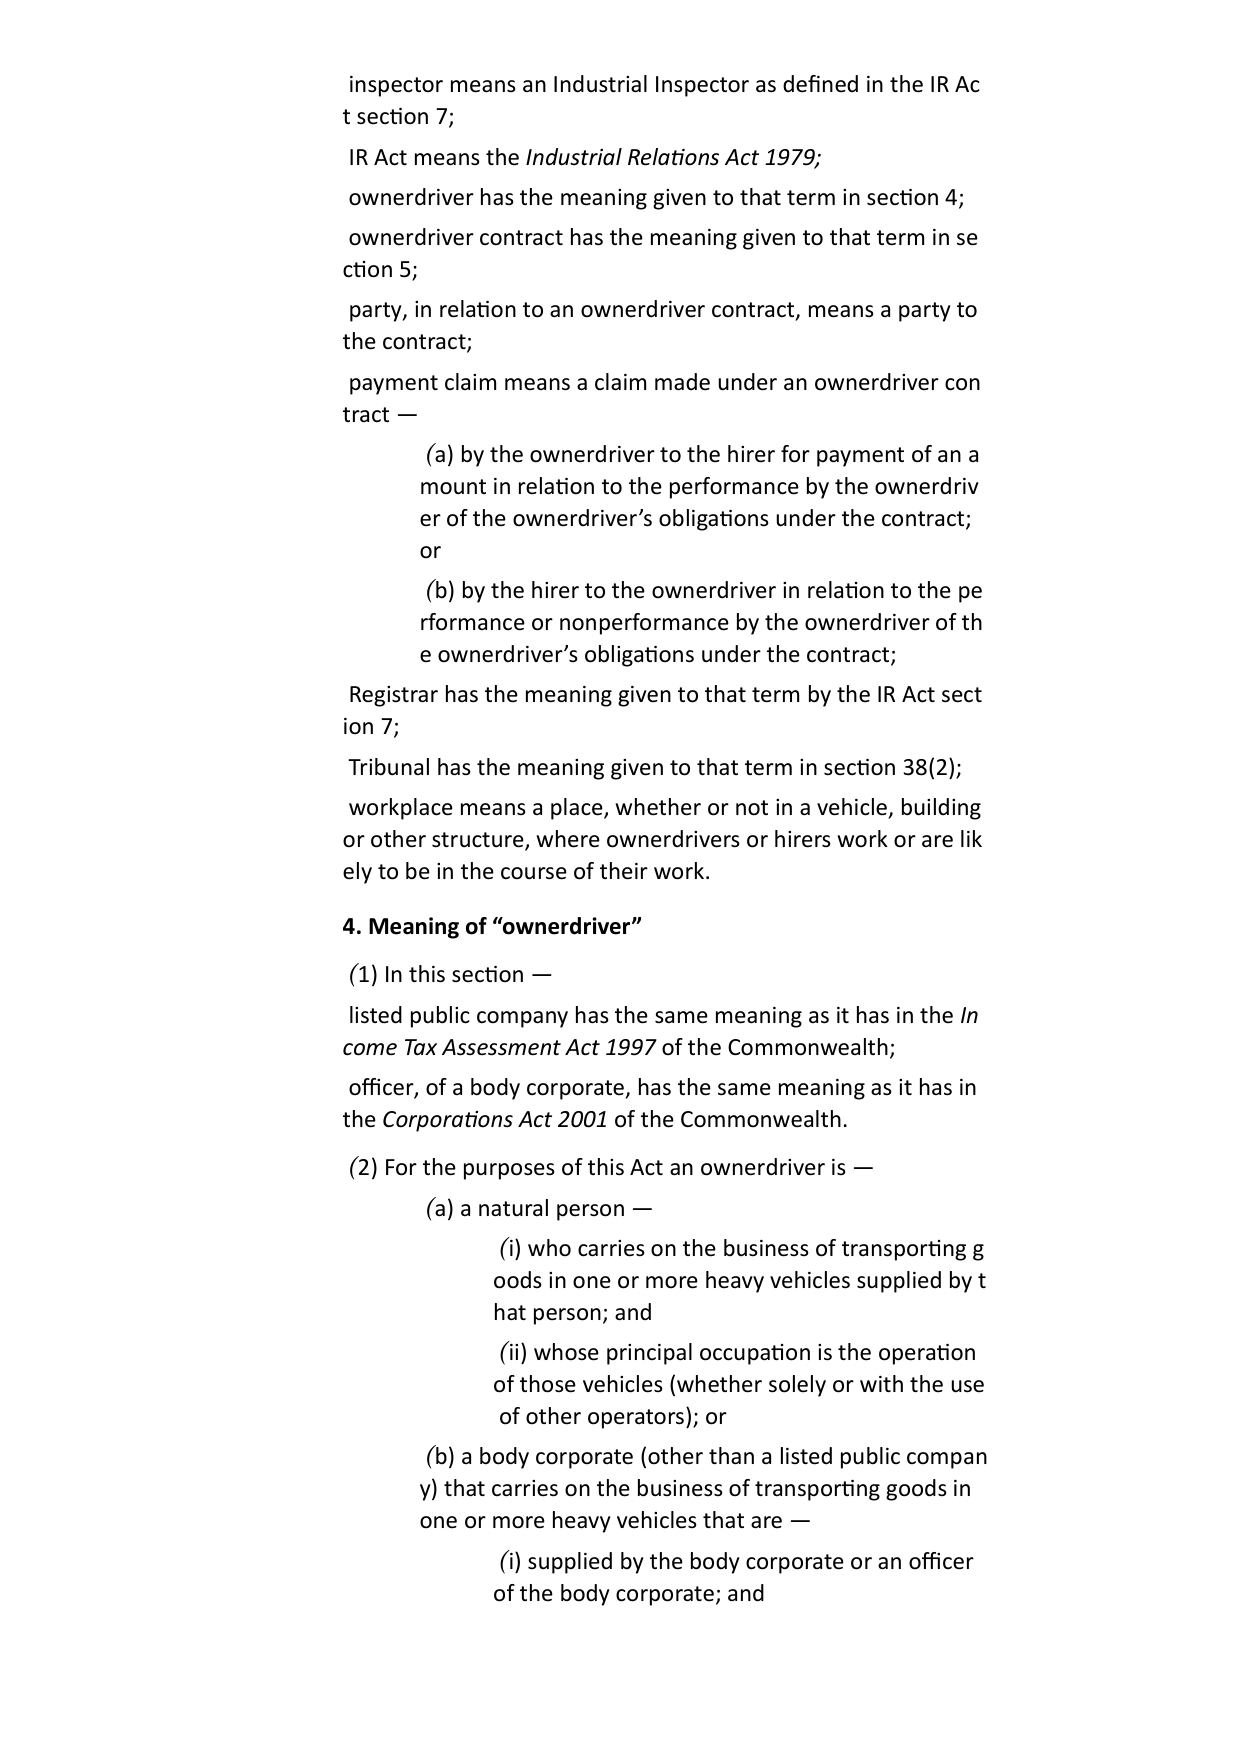 inspector means an Industrial Inspector as defined in the IR Ac
t section 7;
IR Act means the Industrial Relations Act 1979;
ownerdriver has the meaning given to that term in section 4;
ownerdriver contract has the meaning given to that term in se
ction 5;
party, in relation to an ownerdriver contract, means a party to
the contract;
payment claim means a claim made under an ownerdriver con
tract —
(a) by the ownerdriver to the hirer for payment of an a
mount in relation to the performance by the ownerdriv
er of the ownerdriver’s obligations under the contract;
or
(b) by the hirer to the ownerdriver in relation to the pe
rformance or nonperformance by the ownerdriver of th
e ownerdriver’s obligations under the contract;
Registrar has the meaning given to that term by the IR Act sect
ion 7;
Tribunal has the meaning given to that term in section 38(2);
workplace means a place, whether or not in a vehicle, building
or other structure, where ownerdrivers or hirers work or are lik
ely to be in the course of their work.
4. Meaning of “ownerdriver”
(1) In this section —
listed public company has the same meaning as it has in the In
come Tax Assessment Act 1997 of the Commonwealth;
officer, of a body corporate, has the same meaning as it has in
the Corporations Act 2001 of the Commonwealth.
(2) For the purposes of this Act an ownerdriver is —
(a) a natural person —
(i) who carries on the business of transporting g
oods in one or more heavy vehicles supplied by t
hat person; and
(ii) whose principal occupation is the operation
of those vehicles (whether solely or with the use
of other operators); or
(b) a body corporate (other than a listed public compan
y) that carries on the business of transporting goods in
one or more heavy vehicles that are —
(i) supplied by the body corporate or an officer
of the body corporate; and